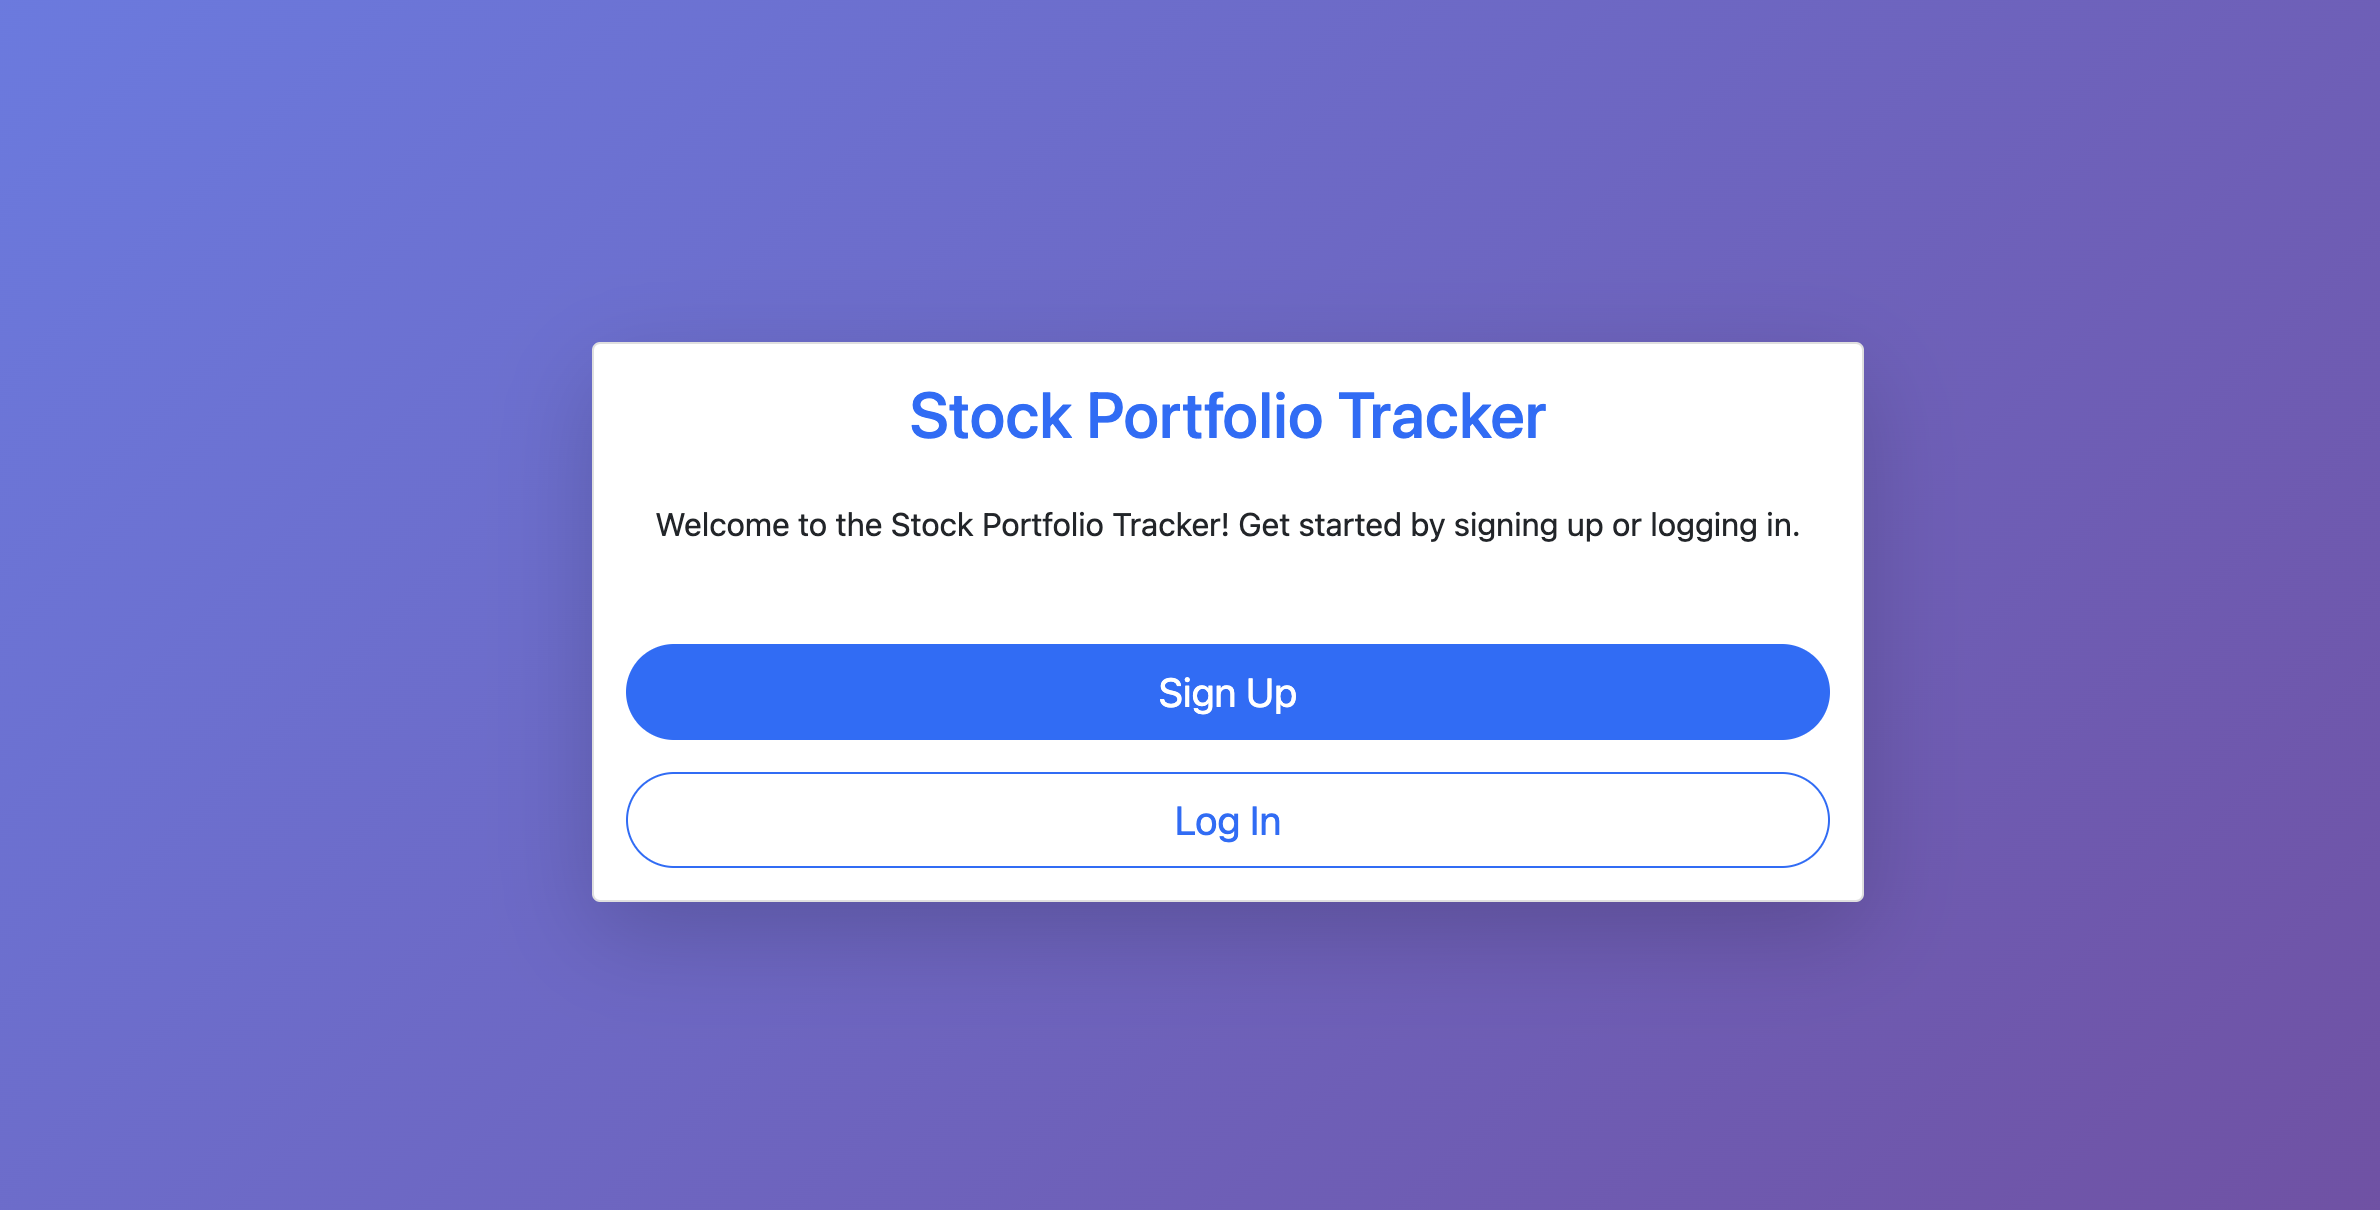 Stock Portfolio Tracker
Welcome to the Stock Portfolio Tracker! Get started by signing up or logging in.
Sign Up
Log In